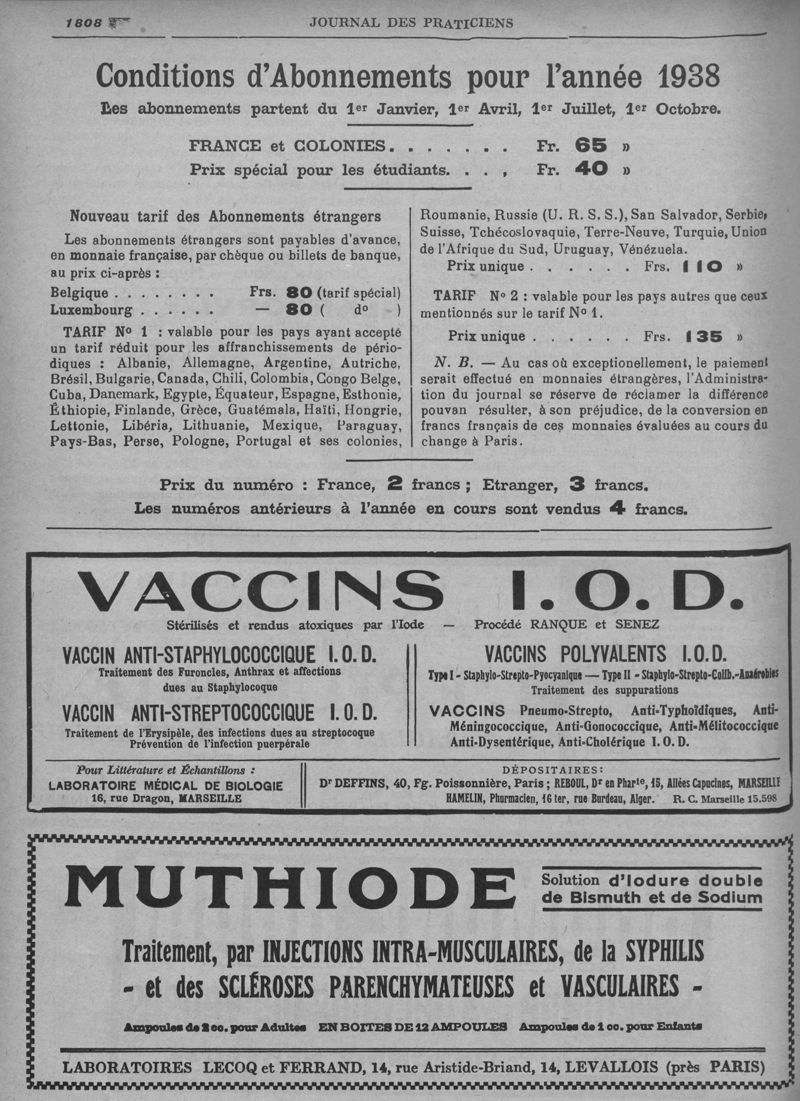 1808
JOURNAL DES PRATICIENS
Conditions d'Abonnements pour l'année 1938
Les abonnements partent du 1er Janvier, 1er Avril, 1er Juillet, 1er Octobre.
FRANCE et COLONIES. . . . . . . Fr. 65 »
Prix spécial pour les étudiants. . . , Fr. 40 »
Nouveau tarif des Abonnements étrangers
Les abonnements étrangers sont payables d'avance,
en monnaie française, par chèque ou billets de banque,
au prix ci-après :
Belgique . . . . . . . . Frs. 80 (tarif spécial)
Luxembourg . . . . . . — 80 ( do )
TARIF No 1 : valable pour les pays ayant accepté
un tarif réduit pour les affranchissements de pério-
diques : Albanie, Allemagne, Argentine, Autriche,
Brésil, Bulgarie, Canada, Chili, Colombia, Congo Belge,
Cuba, Danemark, Egypte, Équateur, Espagne, Esthonie,
Éthiopie, Finlande, Grèce, Guatémala, Haïti, Hongrie,
Lettonie, Libéria, Lithuanie, Mexique, Paraguay,
Pays-Bas, Perse, Pologne, Portugal et ses colonies,
Roumanie, Russie (U. R. S. S.), San Salvador, Serbie,
Suisse, Tchécoslovaquie, Terre-Neuve, Turquie, Union
de l'Afrique du Sud, Uruguay, Vénézuela.
Prix unique . . . . . . Frs. 110 »
TARIF No 2 : valable pour les pays autres que ceux
mentionnés sur le tarif No 1.
Prix unique . . . . . . Frs. 135 »
N. B. — Au cas où exceptionellement, le paiement
serait effectué en monnaies étrangères, l'Administra-
tion du journal se réserve de réclamer la différence
pouvan résulter, à son préjudice, de la conversion en
francs français de ces monnaies évaluées au cours du
change à Paris.
Prix du numéro : France, 2 francs ; Etranger, 3 francs.
Les numéros antérieurs à l'année en cours sont vendus 4 francs.
VACCINS I. O. D.
Stérilisés et rendus atoxiques par l'Iode — Procédé RANQUE et SENEZ
VACCIN ANTI-STAPHYLOCOCCIQUE I. O. D.
Traitement des Furoncles, Anthrax et affections
dues au Staphylocoque
VACCIN ANTI-STREPTOCOCCIQUE I. O. D.
Traitement de l'Erysipèle, des infections dues au streptocoque
Prévention de l'infection puerpérale
VACCINS POLYVALENTS I. O. D.
Type I - Staphylo-Strepto-Pyocyanique — Type II - Staphylo-Strepto-Colib.-Anaérobies
Traitement des suppurations
VACCINS Pneumo-Strepto, Anti-Typhoïdiques, Anti-
Méningococcique, Anti-Gonococcique, Anti-Mélitococcique
Anti-Dysentérique, Anti-Cholérique I. O. D.
Pour Littérature et Échantillons :
LABORATOIRE MÉDICAL DE BIOLOGIE
16, rue Dragon, MARSEILLE
DÉPOSITAIRES :
Dr DEFFINS, 40, Fg. Poissonnière, Paris ; REBOUL, Dr en Pharie, 15, Allées Capucines, MARSEILLE
HAMELIN, Pharmacien, 16 ter, rue Burdeau, Alger. R. C. Marseille 15.598
MUTHIODE
Solution d'Iodure double
de Bismuth et de Sodium
Traitement, par INJECTIONS INTRA-MUSCULAIRES, de la SYPHILIS
- et des SCLÉROSES PARENCHYMATEUSES et VASCULAIRES -
Ampoules de 2 cc. pour Adultes EN BOITES DE 12 AMPOULES Ampoules de 1 cc. pour Enfants
LABORATOIRES LECOQ et FERRAND, 14, rue Aristide-Briand, 14, LEVALLOIS (près PARIS)